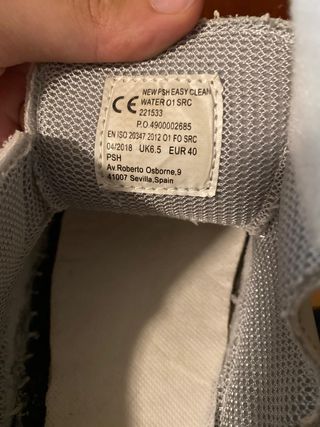 CE
NEW PSH EASY CLEAN
WATER O1 SRC
221533
P.O.4900002685
EN ISO 20347 2012 O1 FO SRC
04/2018 UK6.5 EUR 40
PSH
Av.Roberto Osborne,9
41007 Sevilla,Spain